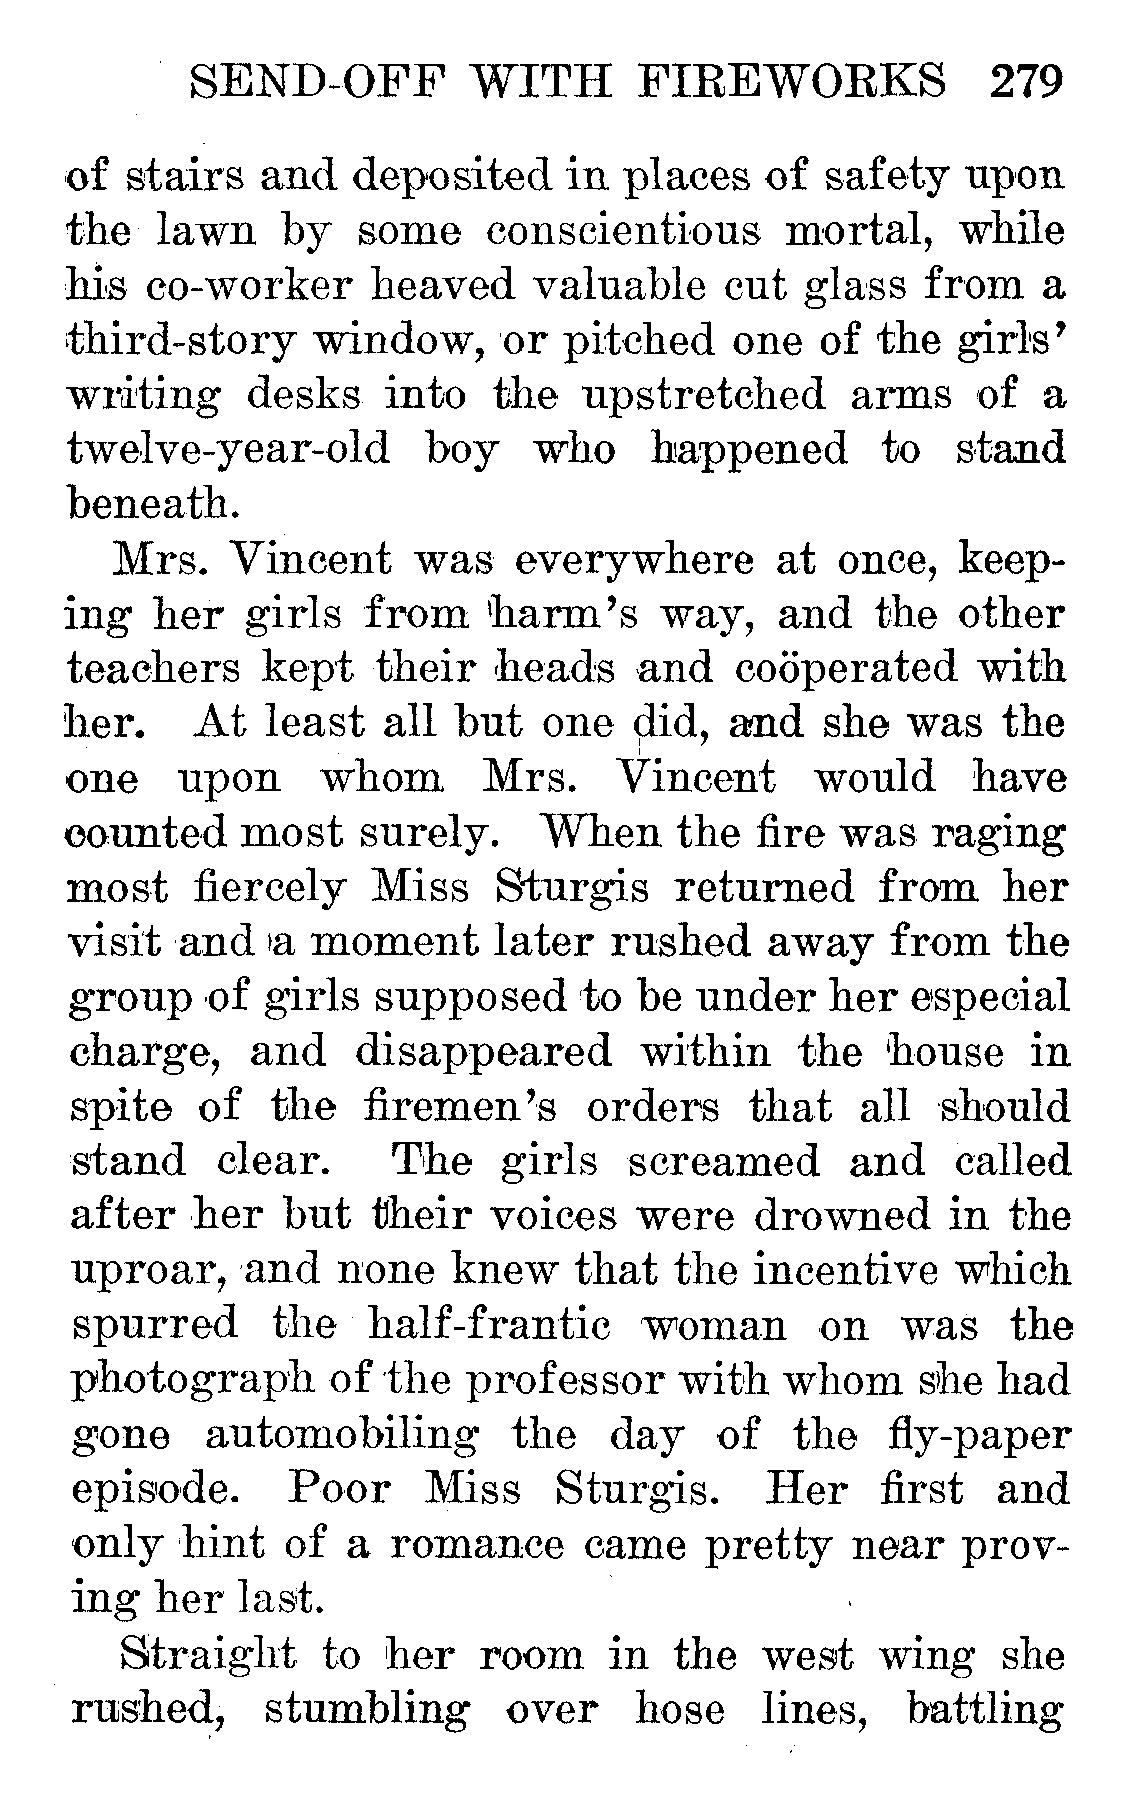 SEND-OFF WITH FIREWORKS 279
of stairs and deposited in places of safety upon
the lawn by some conscientious mortal, while
his co-worker heaved valuable cut glass from a
third-story window, or pitched one of the girls'
writing desks into the upstretched arms of a
twelve-year-old boy who happened to stand
beneath.
Mrs. Vincent was everywhere at once, keep-
ing her girls from harm's way, and the other
teachers kept their heads and coöperated with
her. At least all but one did, and she was the
one upon whom Mrs. Vincent would have
counted most surely. When the fire was raging
most fiercely Miss Sturgis returned from her
visit and a moment later rushed away from the
group of girls supposed to be under her especial
charge, and disappeared within the house in
spite of the firemen's orders that all should
stand clear. The girls screamed and called
after her but their voices were drowned in the
uproar, and none knew that the incentive which
spurred the half-frantic woman on was the
photograph of the professor with whom she had
gone automobiling the day of the fly-paper
episode. Poor Miss Sturgis. Her first and
only hint of a romance came pretty near prov-
ing her last.
Straight to her room in the west wing she
rushed, stumbling over hose lines, battling